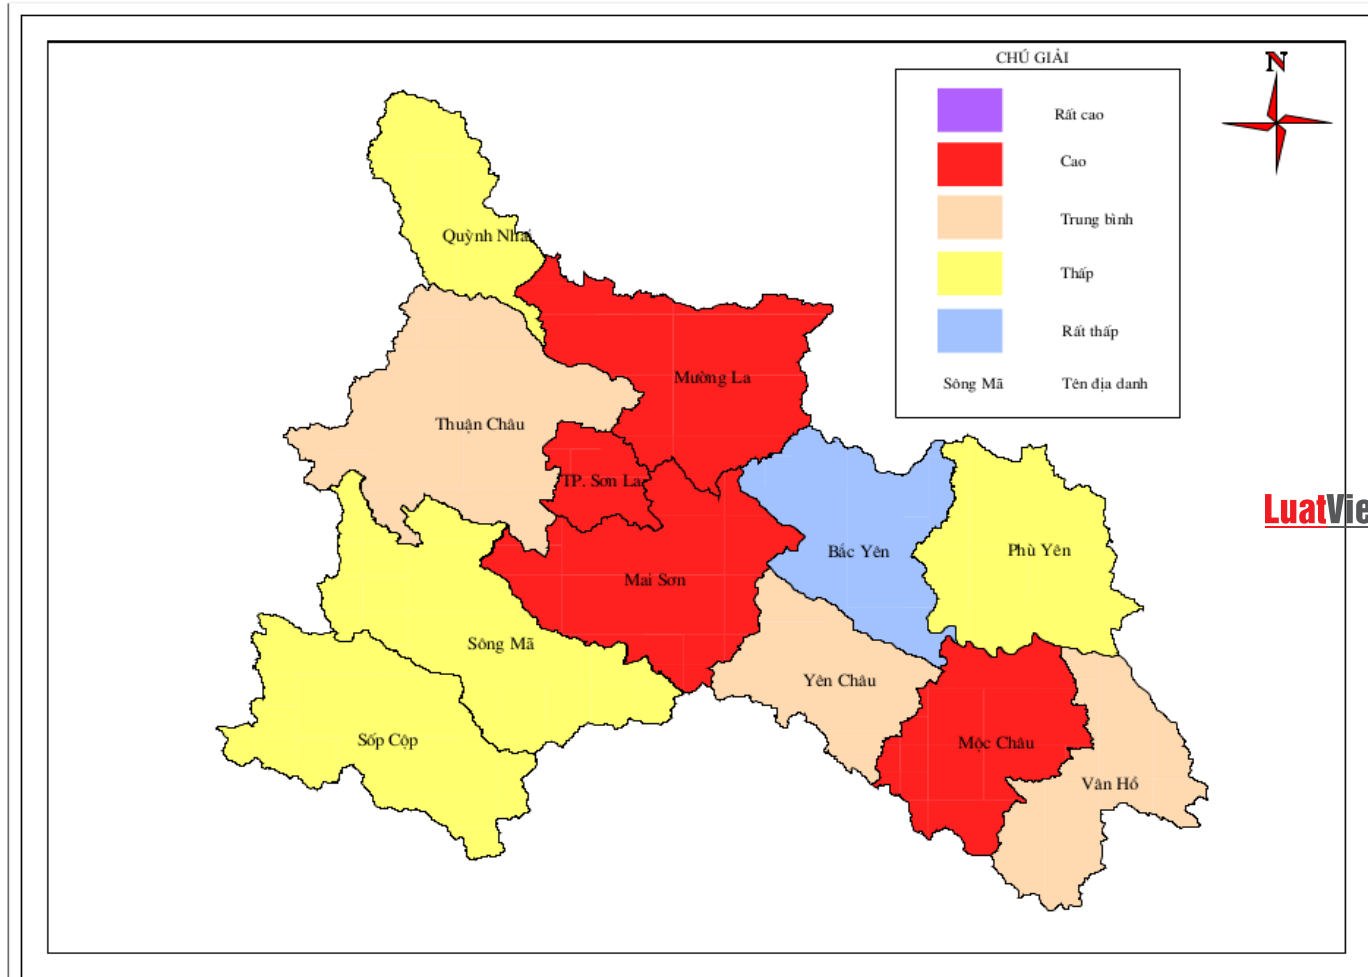 CHÚ GIẢI
N
Rất cao
Cao
Trung bình
Thấp
Rất thấp
Sông Mã Tên địa danh
Quỳnh Nhai
Mường La
Thuận Châu
TP. Sơn La
LuatVie
Bắc Yên
Phù Yên
Mai Sơn
Sông Mã
Yên Châu
Sốp Cộp
Mộc Châu
Vân Hồ